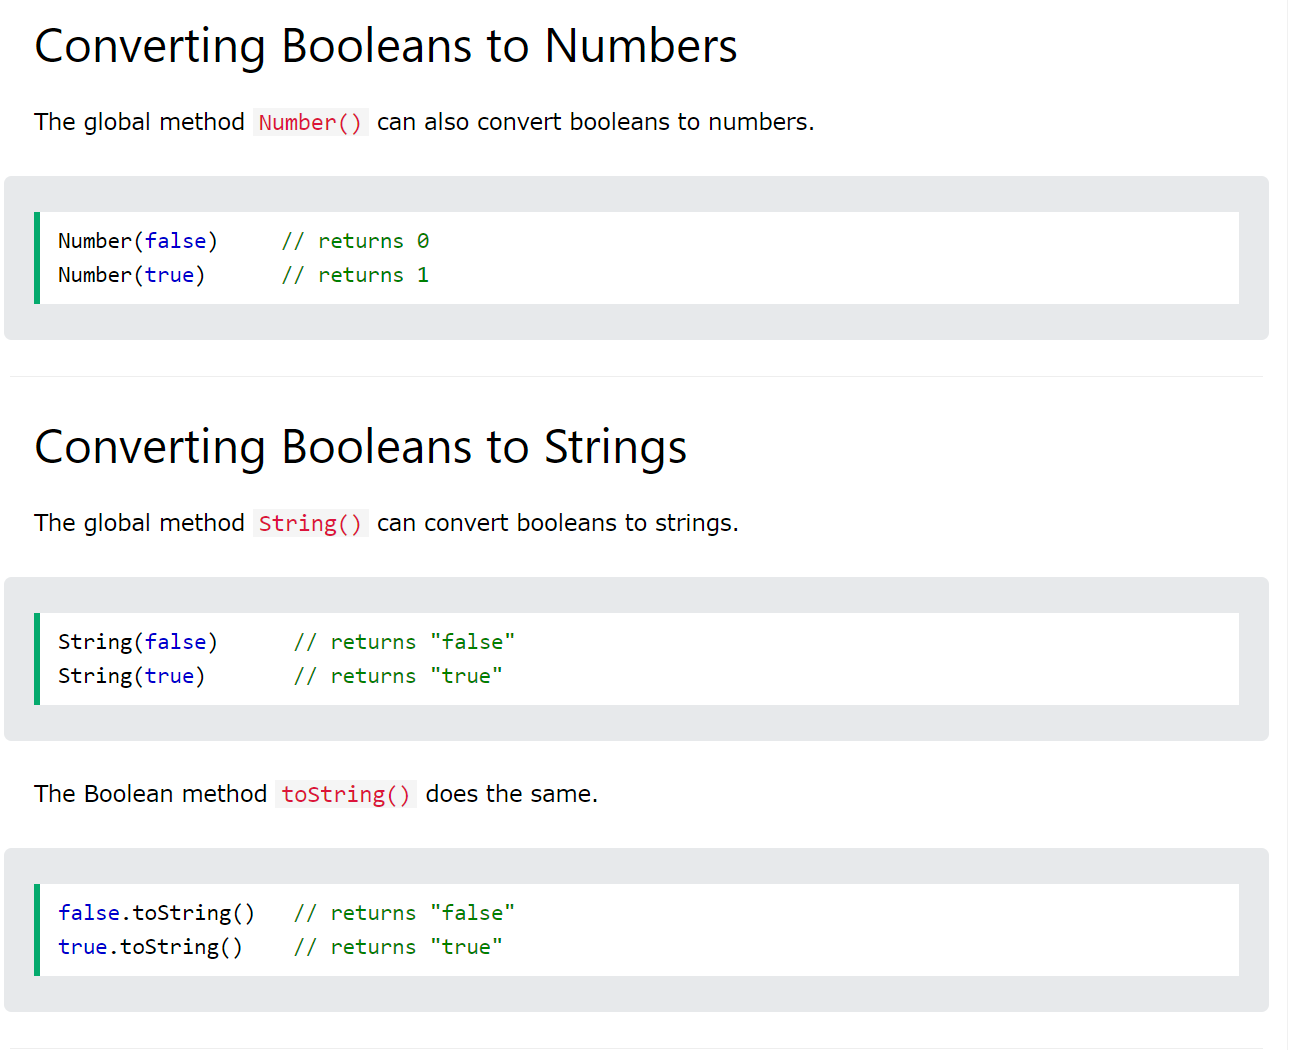 Converting Booleans to Numbers
The global method Number() can also convert booleans to numbers.
Number(false)     // returns 0
Number(true)      // returns 1
Converting Booleans to Strings
The global method String() can convert booleans to strings.
String(false)      // returns "false"
String(true)       // returns "true"
The Boolean method toString() does the same.
false.toString()   // returns "false"
true.toString()    // returns "true"